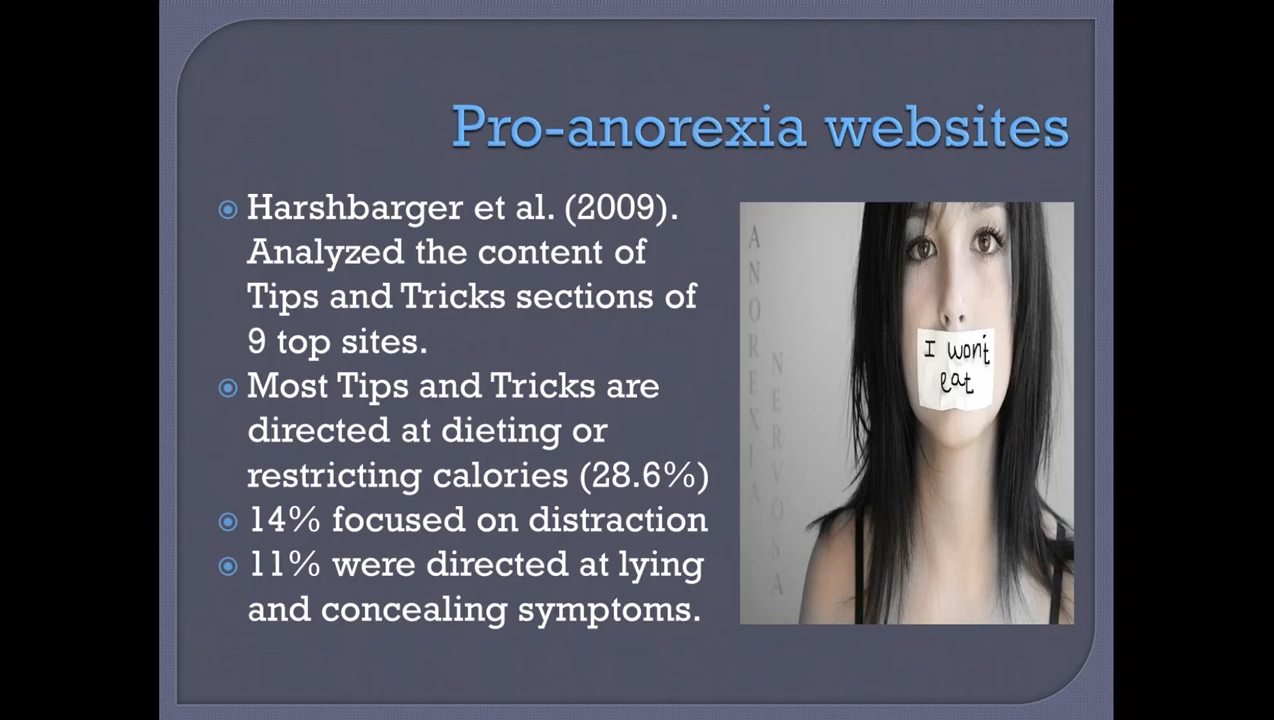 Pro-anorexia websites
Harshbarger et al. (2009).
Analyzed the content of
Tips and Tricks sections of
9 top sites.
Most Tips and Tricks are
directed at dieting or
restricting calories (28.6%)
14% focused on distraction
11% were directed at lying
and concealing symptoms.
ANOREXIA
NERVOSA
I won't
eat